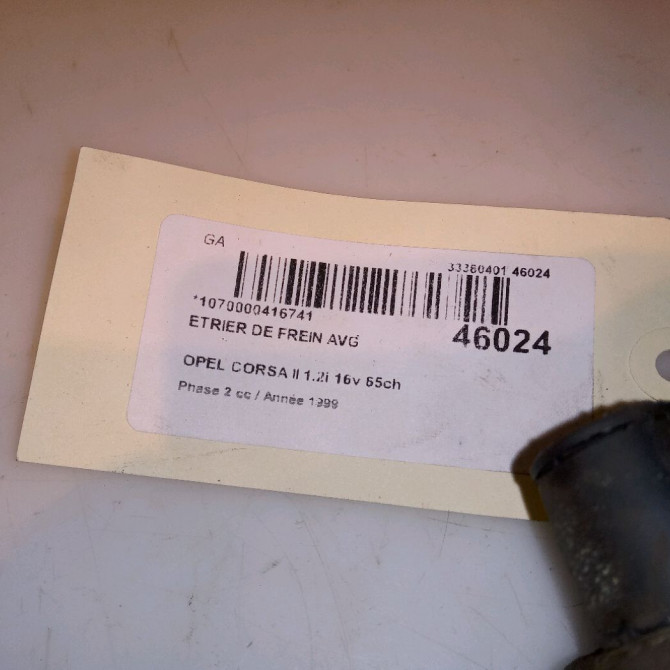 GA
33380401 46024
*1070000416741
46024
ETRIER DE FREIN AVG
OPEL CORSA II 1.2i 16v 65ch
Phase 2 cc / Année 1999